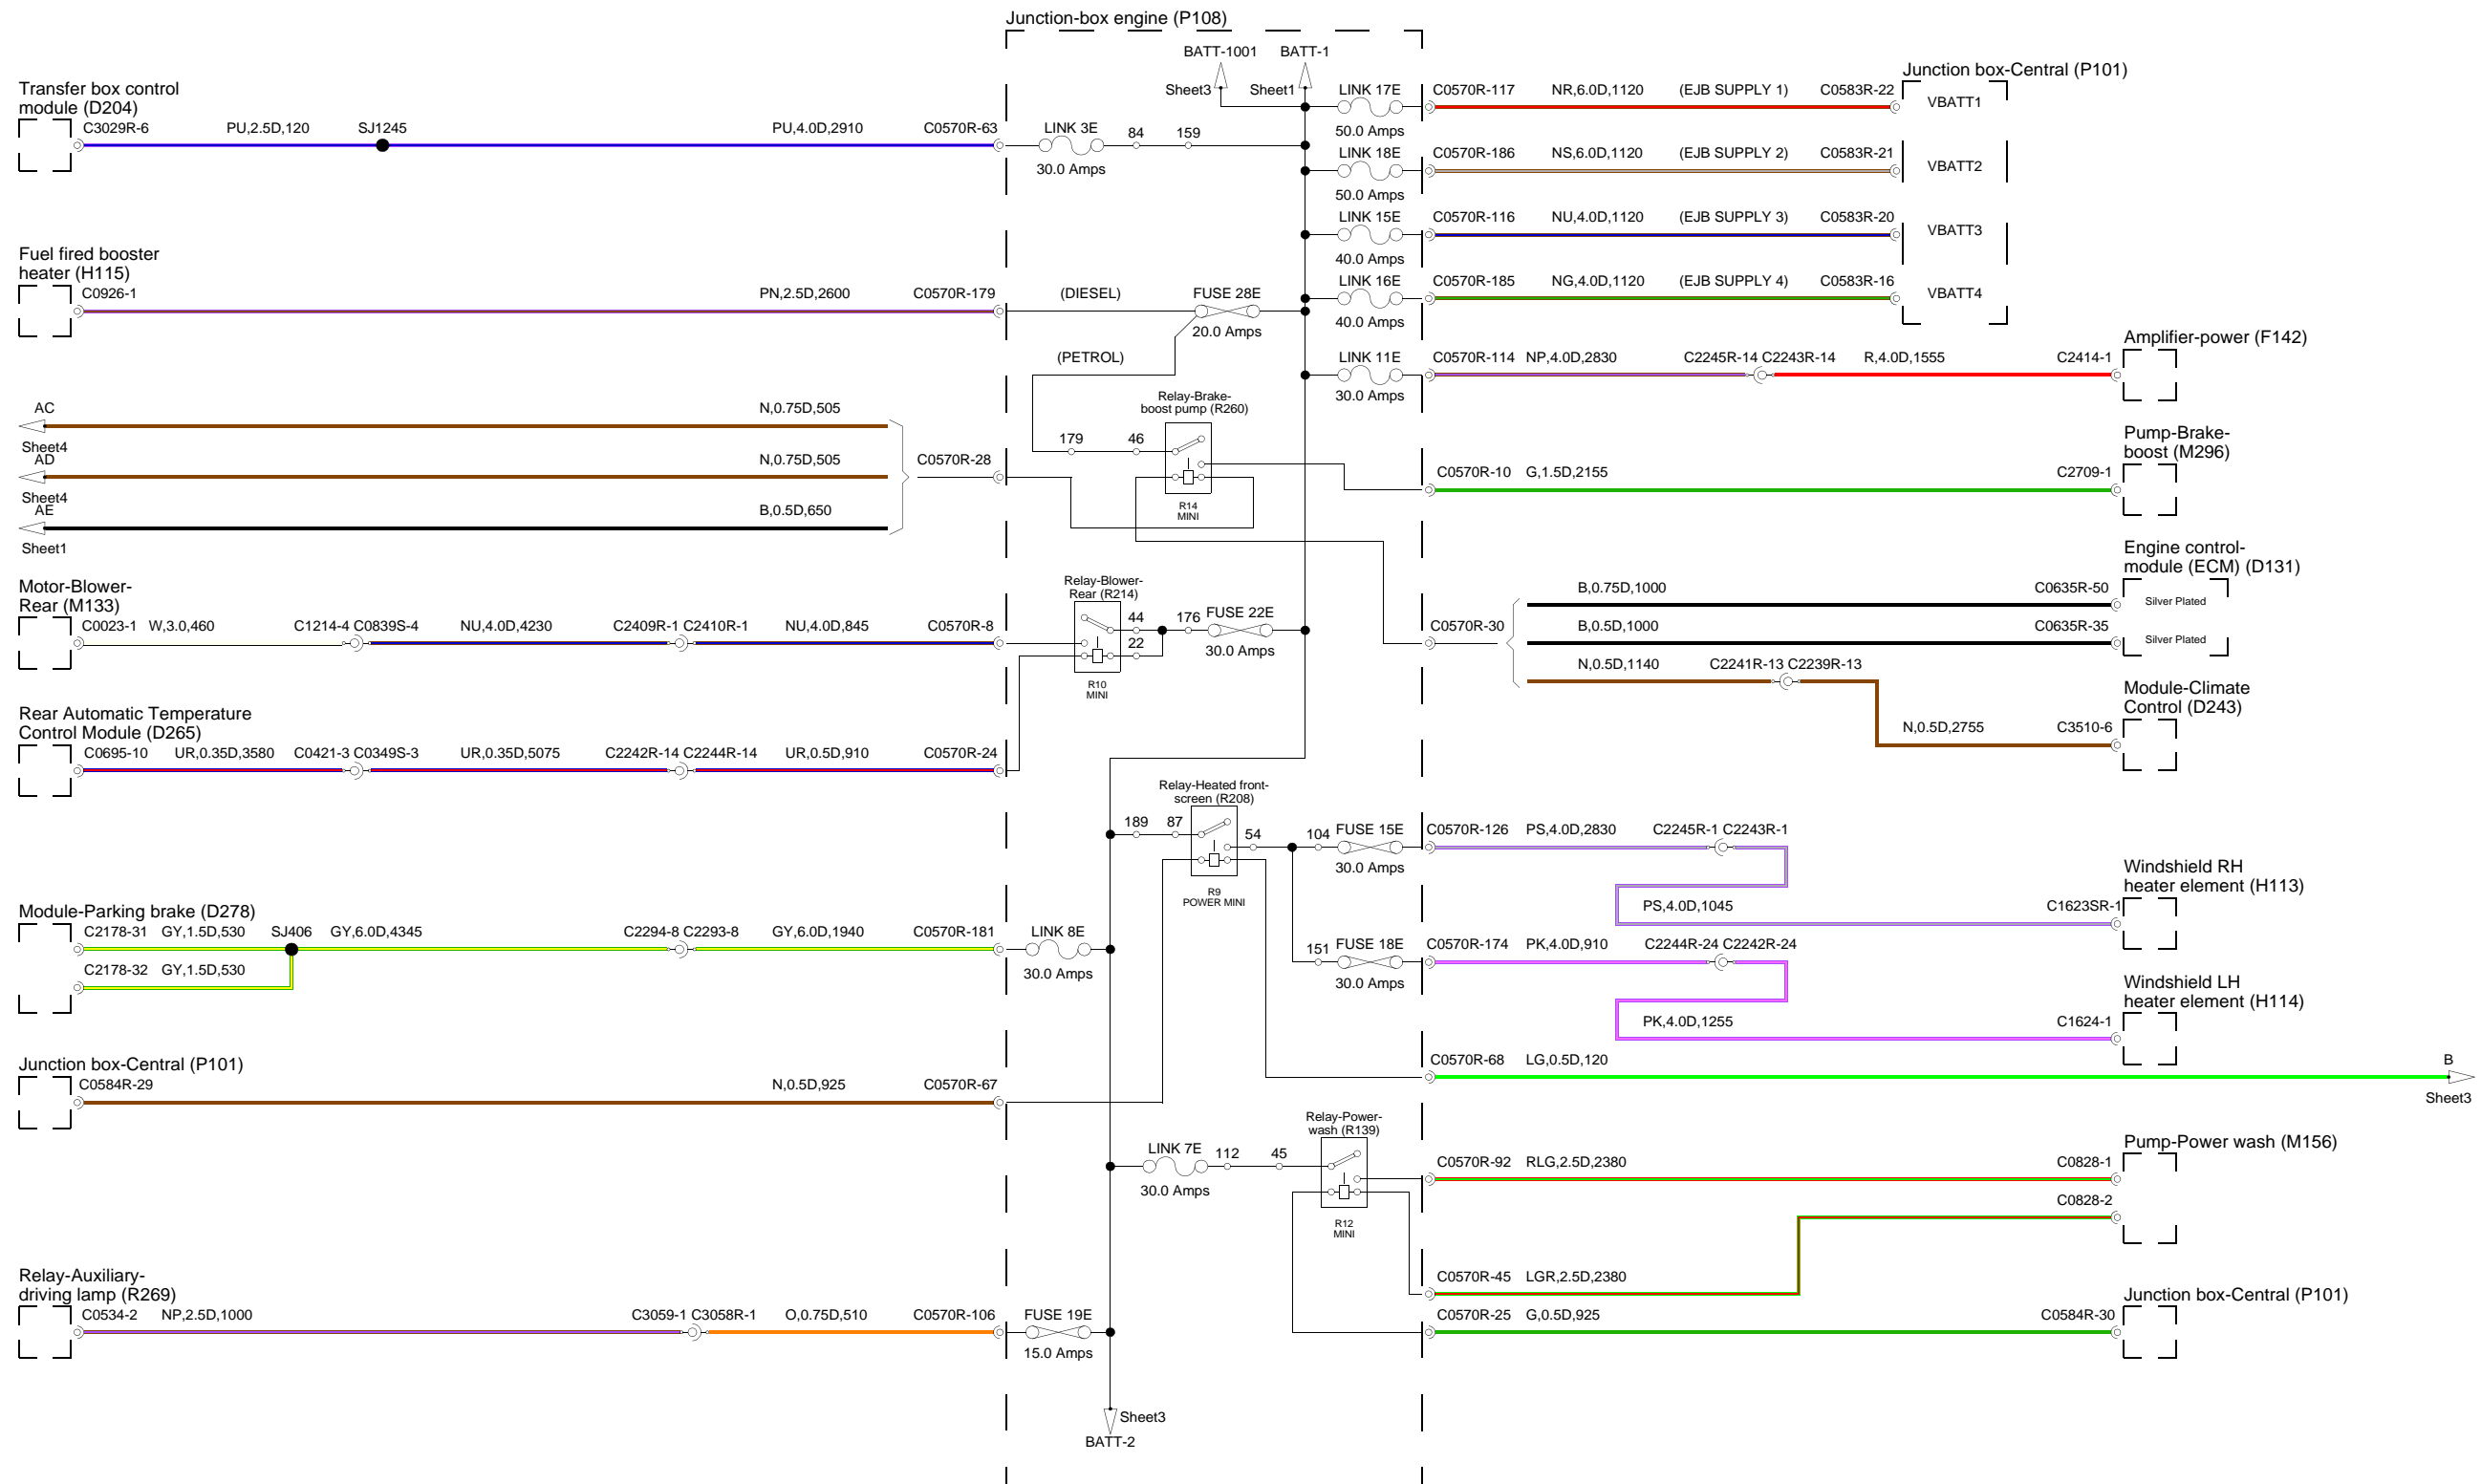 Junction-box engine (P108)
BATT-1001 BATT-1
Sheet3 Sheet1
Transfer box control
module (D204)
C3029R-6 PU,2.5D,120 SJ1245 PU,4.0D,2910 C0570R-63
LINK 3E 84 159
30.0 Amps
LINK 17E C0570R-117 NR,6.0D,1120 (EJB SUPPLY 1) C0583R-22
50.0 Amps
Junction box-Central (P101)
VBATT1
LINK 18E C0570R-186 NS,6.0D,1120 (EJB SUPPLY 2) C0583R-21
50.0 Amps
VBATT2
LINK 15E C0570R-116 NU,4.0D,1120 (EJB SUPPLY 3) C0583R-20
40.0 Amps
VBATT3
LINK 16E C0570R-185 NG,4.0D,1120 (EJB SUPPLY 4) C0583R-16
40.0 Amps
VBATT4
Fuel fired booster
heater (H115)
C0926-1 PN,2.5D,2600 C0570R-179
(DIESEL) FUSE 28E
20.0 Amps
(PETROL)
LINK 11E C0570R-114 NP,4.0D,2830 C2245R-14 C2243R-14 R,4.0D,1555 C2414-1
30.0 Amps
Amplifier-power (F142)
AC N,0.75D,505
Sheet4
AD N,0.75D,505 C0570R-28
Sheet4
AE B,0.5D,650
Sheet1
Relay-Brake-
boost pump (R260)
179 46
R14
MINI
C0570R-10 G,1.5D,2155 C2709-1
Pump-Brake-
boost (M296)
Engine control-
module (ECM) (D131)
B,0.75D,1000 C0635R-50
Silver Plated
C0570R-30 B,0.5D,1000 C0635R-35
Silver Plated
N,0.5D,1140 C2241R-13 C2239R-13
Module-Climate
Control (D243)
N,0.5D,2755 C3510-6
Motor-Blower-
Rear (M133)
C0023-1 W,3.0,460 C1214-4 C0839S-4 NU,4.0D,4230 C2409R-1 C2410R-1 NU,4.0D,845 C0570R-8
Relay-Blower-
Rear (R214)
44 176 FUSE 22E
22 30.0 Amps
R10
MINI
Rear Automatic Temperature
Control Module (D265)
C0695-10 UR,0.35D,3580 C0421-3 C0349S-3 UR,0.35D,5075 C2242R-14 C2244R-14 UR,0.5D,910 C0570R-24
Relay-Heated front-
screen (R208)
189 87 54 104 FUSE 15E C0570R-126 PS,4.0D,2830 C2245R-1 C2243R-1
30.0 Amps
R9
POWER MINI
Windshield RH
heater element (H113)
PS,4.0D,1045 C1623SR-1
Module-Parking brake (D278)
C2178-31 GY,1.5D,530 SJ406 GY,6.0D,4345 C2294-8 C2293-8 GY,6.0D,1940 C0570R-181
LINK 8E
30.0 Amps
C2178-32 GY,1.5D,530
151 FUSE 18E C0570R-174 PK,4.0D,910 C2244R-24 C2242R-24
30.0 Amps
Windshield LH
heater element (H114)
PK,4.0D,1255 C1624-1
Junction box-Central (P101)
C0584R-29 N,0.5D,925 C0570R-67
C0570R-68 LG,0.5D,120 B
Sheet3
Relay-Power-
wash (R139)
LINK 7E 112 45
30.0 Amps
R12
MINI
C0570R-92 RLG,2.5D,2380 C0828-1
Pump-Power wash (M156)
C0828-2
C0570R-45 LGR,2.5D,2380
Relay-Auxiliary-
driving lamp (R269)
C0534-2 NP,2.5D,1000 C3059-1 C3058R-1 O,0.75D,510 C0570R-106
FUSE 19E
15.0 Amps
C0570R-25 G,0.5D,925 C0584R-30
Junction box-Central (P101)
Sheet3
BATT-2